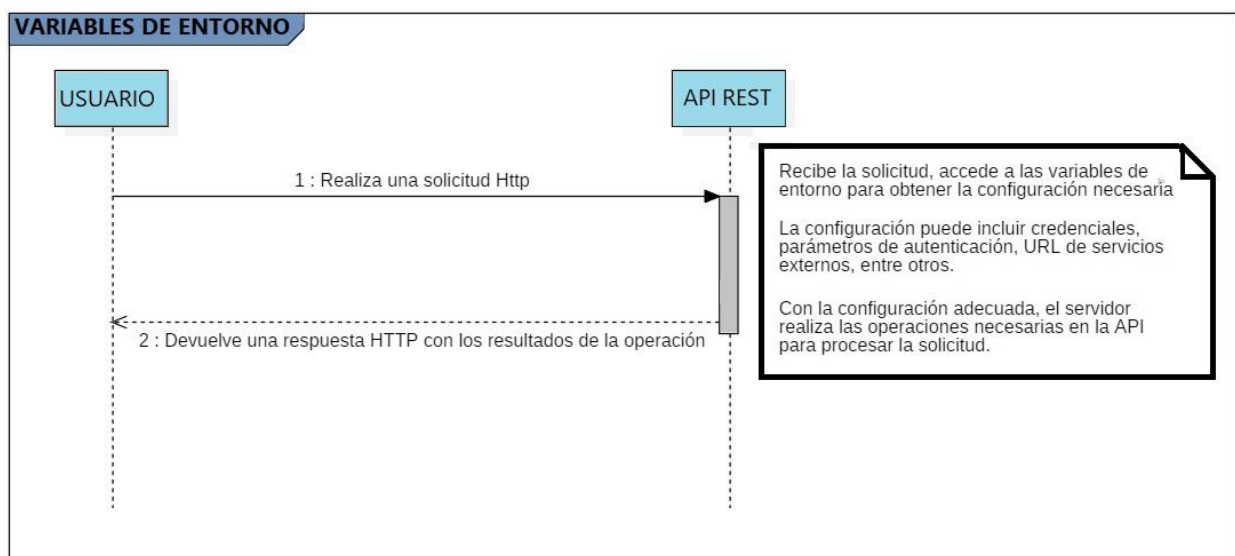 VARIABLES DE ENTORNO
USUARIO
API REST
1 : Realiza una solicitud Http
2 : Devuelve una respuesta HTTP con los resultados de la operación
Recibe la solicitud, accede a las variables de
entorno para obtener la configuración necesaria
La configuración puede incluir credenciales,
parámetros de autenticación, URL de servicios
externos, entre otros.
Con la configuración adecuada, el servidor
realiza las operaciones necesarias en la API
para procesar la solicitud.